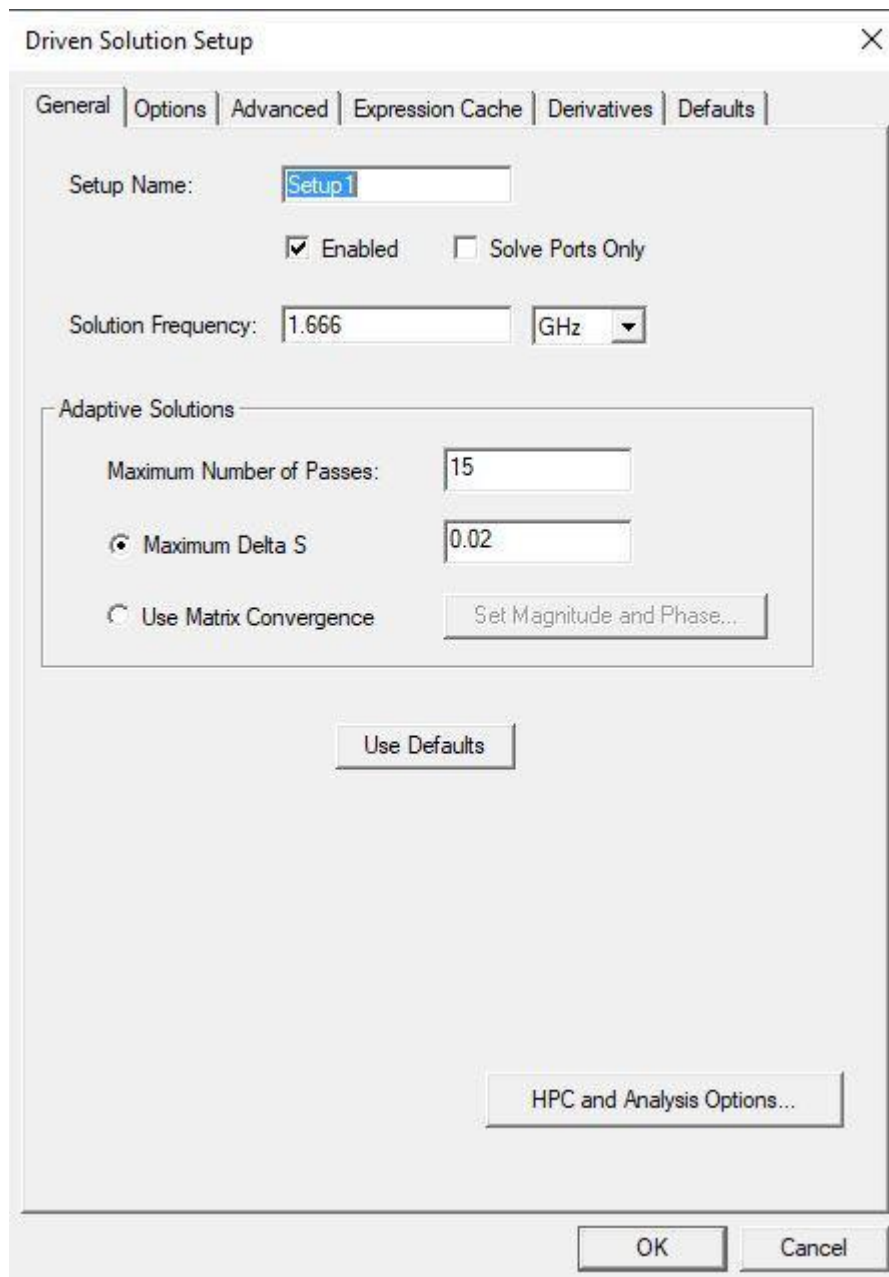 Driven Solution Setup
General Options Advanced Expression Cache Derivatives Defaults
Setup Name: Setup1
Enabled Solve Ports Only
Solution Frequency: 1.666 GHz
Adaptive Solutions
Maximum Number of Passes: 15
Maximum Delta S 0.02
Use Matrix Convergence Set Magnitude and Phase...
Use Defaults
HPC and Analysis Options...
OK Cancel